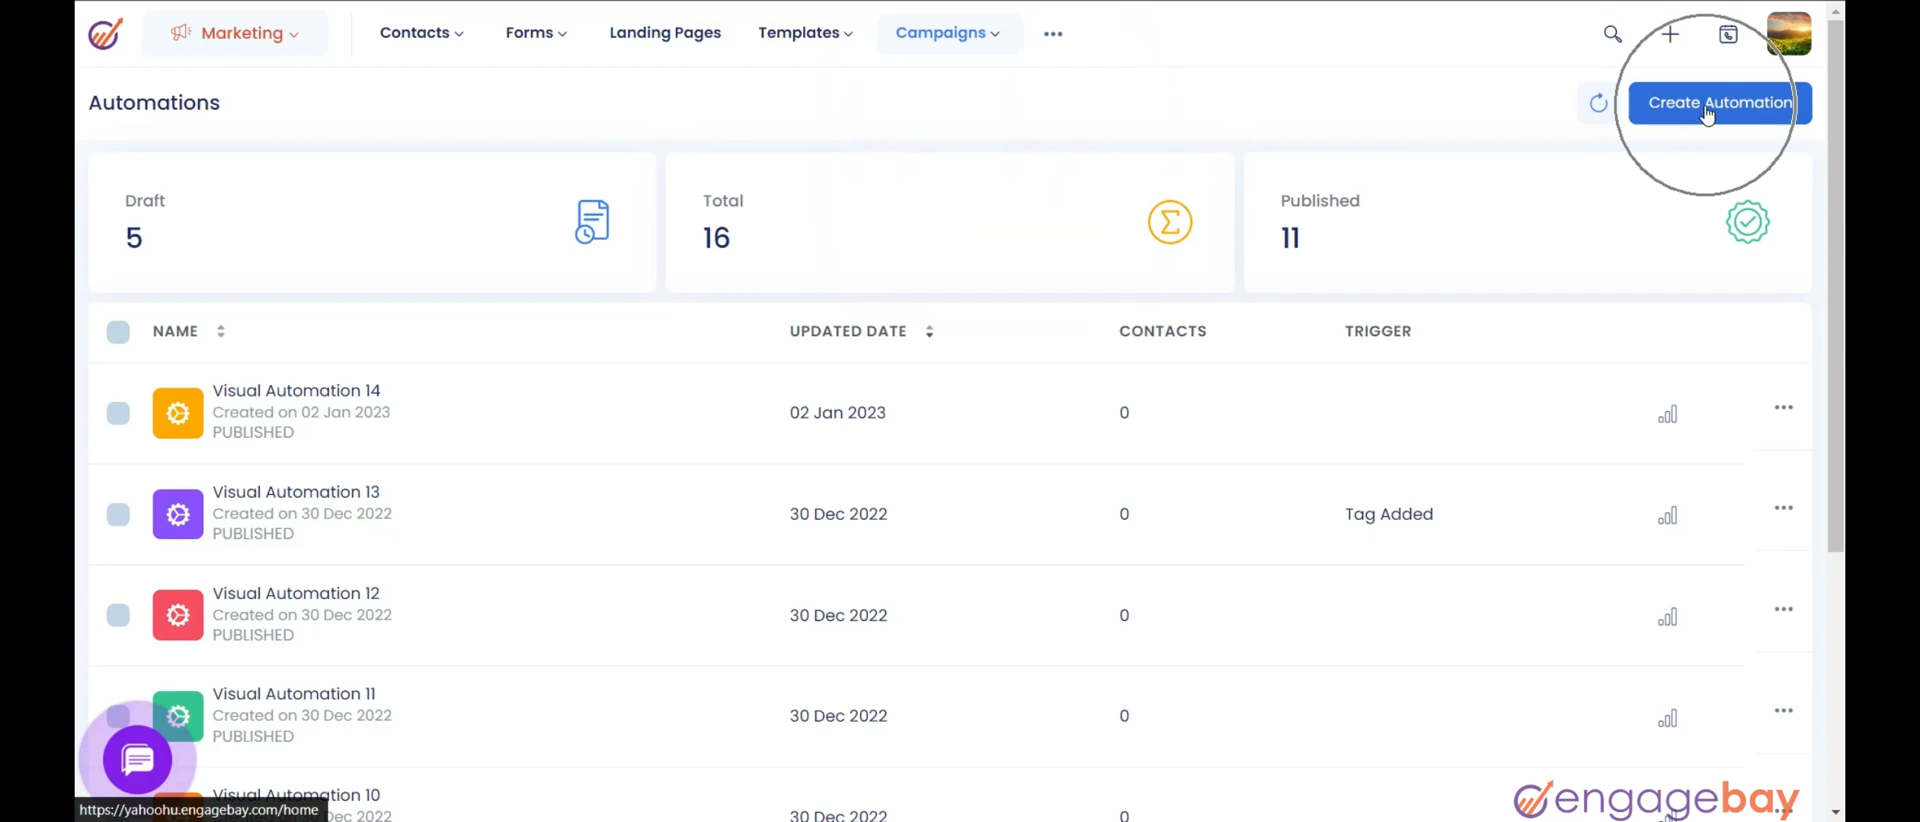 Marketing
Contacts
Forms
Landing Pages
Templates
Campaigns
Automations
Create Automation
Draft
5
Total
16
Published
11
NAME
UPDATED DATE
CONTACTS
TRIGGER
Visual Automation 14
Created on 02 Jan 2023
PUBLISHED
02 Jan 2023
0
Visual Automation 13
Created on 30 Dec 2022
PUBLISHED
30 Dec 2022
0
Tag Added
Visual Automation 12
Created on 30 Dec 2022
PUBLISHED
30 Dec 2022
0
Visual Automation 11
Created on 30 Dec 2022
PUBLISHED
30 Dec 2022
0
Visual Automation 10
Dec 2022
30 Dec 2022
0
https://yahoohu.engagebay.com/home
engagebay